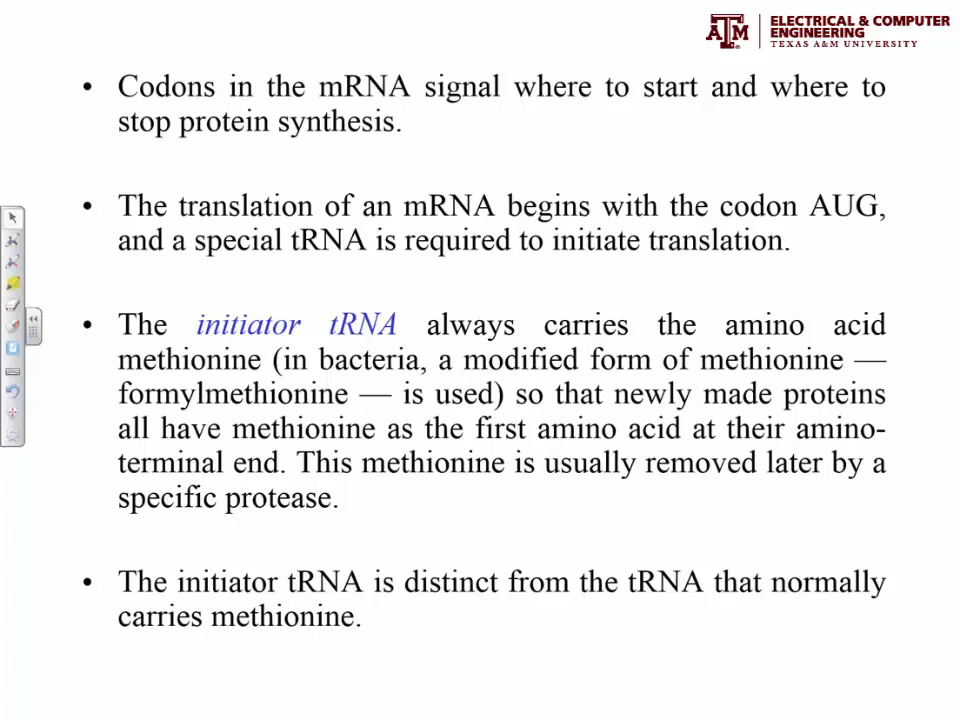 ELECTRICAL & COMPUTER
ENGINEERING
TEXAS A&M UNIVERSITY
• Codons in the mRNA signal where to start and where to
stop protein synthesis.
• The translation of an mRNA begins with the codon AUG,
and a special tRNA is required to initiate translation.
• The initiator tRNA always carries the amino acid
methionine (in bacteria, a modified form of methionine —
formylmethionine — is used) so that newly made proteins
all have methionine as the first amino acid at their amino-
terminal end. This methionine is usually removed later by a
specific protease.
• The initiator tRNA is distinct from the tRNA that normally
carries methionine.